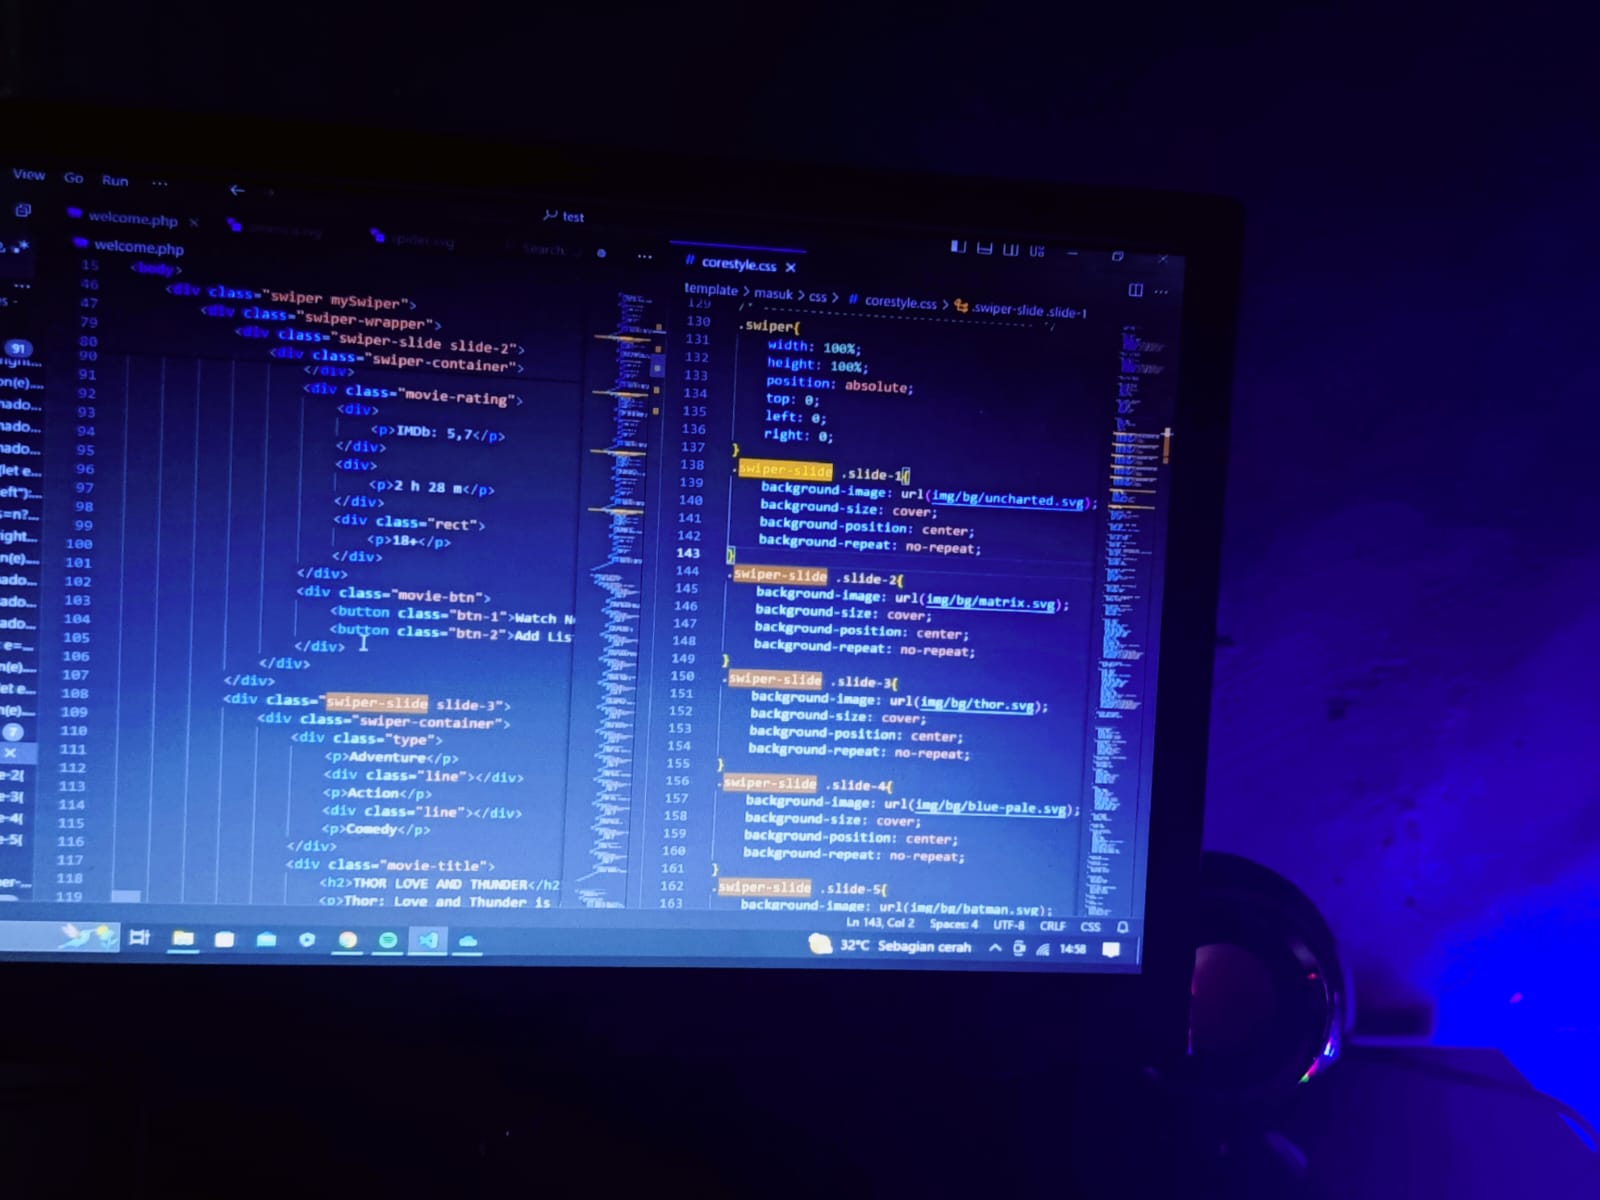 View Go Run ...
test
welcome.php
spider.svg
Search
welcome.php
15 <body>
46 <div class="swiper mySwiper">
47 <div class="swiper-wrapper">
79 <div class="swiper-slide slide-2">
80 <div class="swiper-container">
90 </div>
91 <div class="movie-rating">
92 <div>
93 <p>IMDb: 5,7</p>
94 </div>
95 <div>
96 <p>2 h 28 m</p>
97 </div>
98 <div class="rect">
99 <p>18+</p>
100 </div>
101 </div>
102 <div class="movie-btn">
103 <button class="btn-1">Watch N
104 <button class="btn-2">Add Lis
105 </div>
106 </div>
107 </div>
108 <div class="swiper-slide slide-3">
109 <div class="swiper-container">
110 <div class="type">
111 <p>Adventure</p>
112 <div class="line"></div>
113 <p>Action</p>
114 <div class="line"></div>
115 <p>Comedy</p>
116 </div>
117 <div class="movie-title">
118 <h2>THOR LOVE AND THUNDER</h2
119 <p>Thor: Love and Thunder is
# corestyle.css
template > masuk > css > # corestyle.css > .swiper-slide .slide-1
129 /* ------------------------------ */
130 .swiper{
131 width: 100%;
132 height: 100%;
133 position: absolute;
134 top: 0;
135 left: 0;
136 right: 0;
137 }
138 .swiper-slide .slide-1{
139 background-image: url(img/bg/uncharted.svg);
140 background-size: cover;
141 background-position: center;
142 background-repeat: no-repeat;
143 }
144 .swiper-slide .slide-2{
145 background-image: url(img/bg/matrix.svg);
146 background-size: cover;
147 background-position: center;
148 background-repeat: no-repeat;
149 }
150 .swiper-slide .slide-3{
151 background-image: url(img/bg/thor.svg);
152 background-size: cover;
153 background-position: center;
154 background-repeat: no-repeat;
155 }
156 .swiper-slide .slide-4{
157 background-image: url(img/bg/blue-pale.svg);
158 background-size: cover;
159 background-position: center;
160 background-repeat: no-repeat;
161 }
162 .swiper-slide .slide-5{
163 background-image: url(img/bg/batman.svg);
91
7
Ln 143, Col 2 Spaces: 4 UTF-8 CRLF CSS
32°C Sebagian cerah 14:58